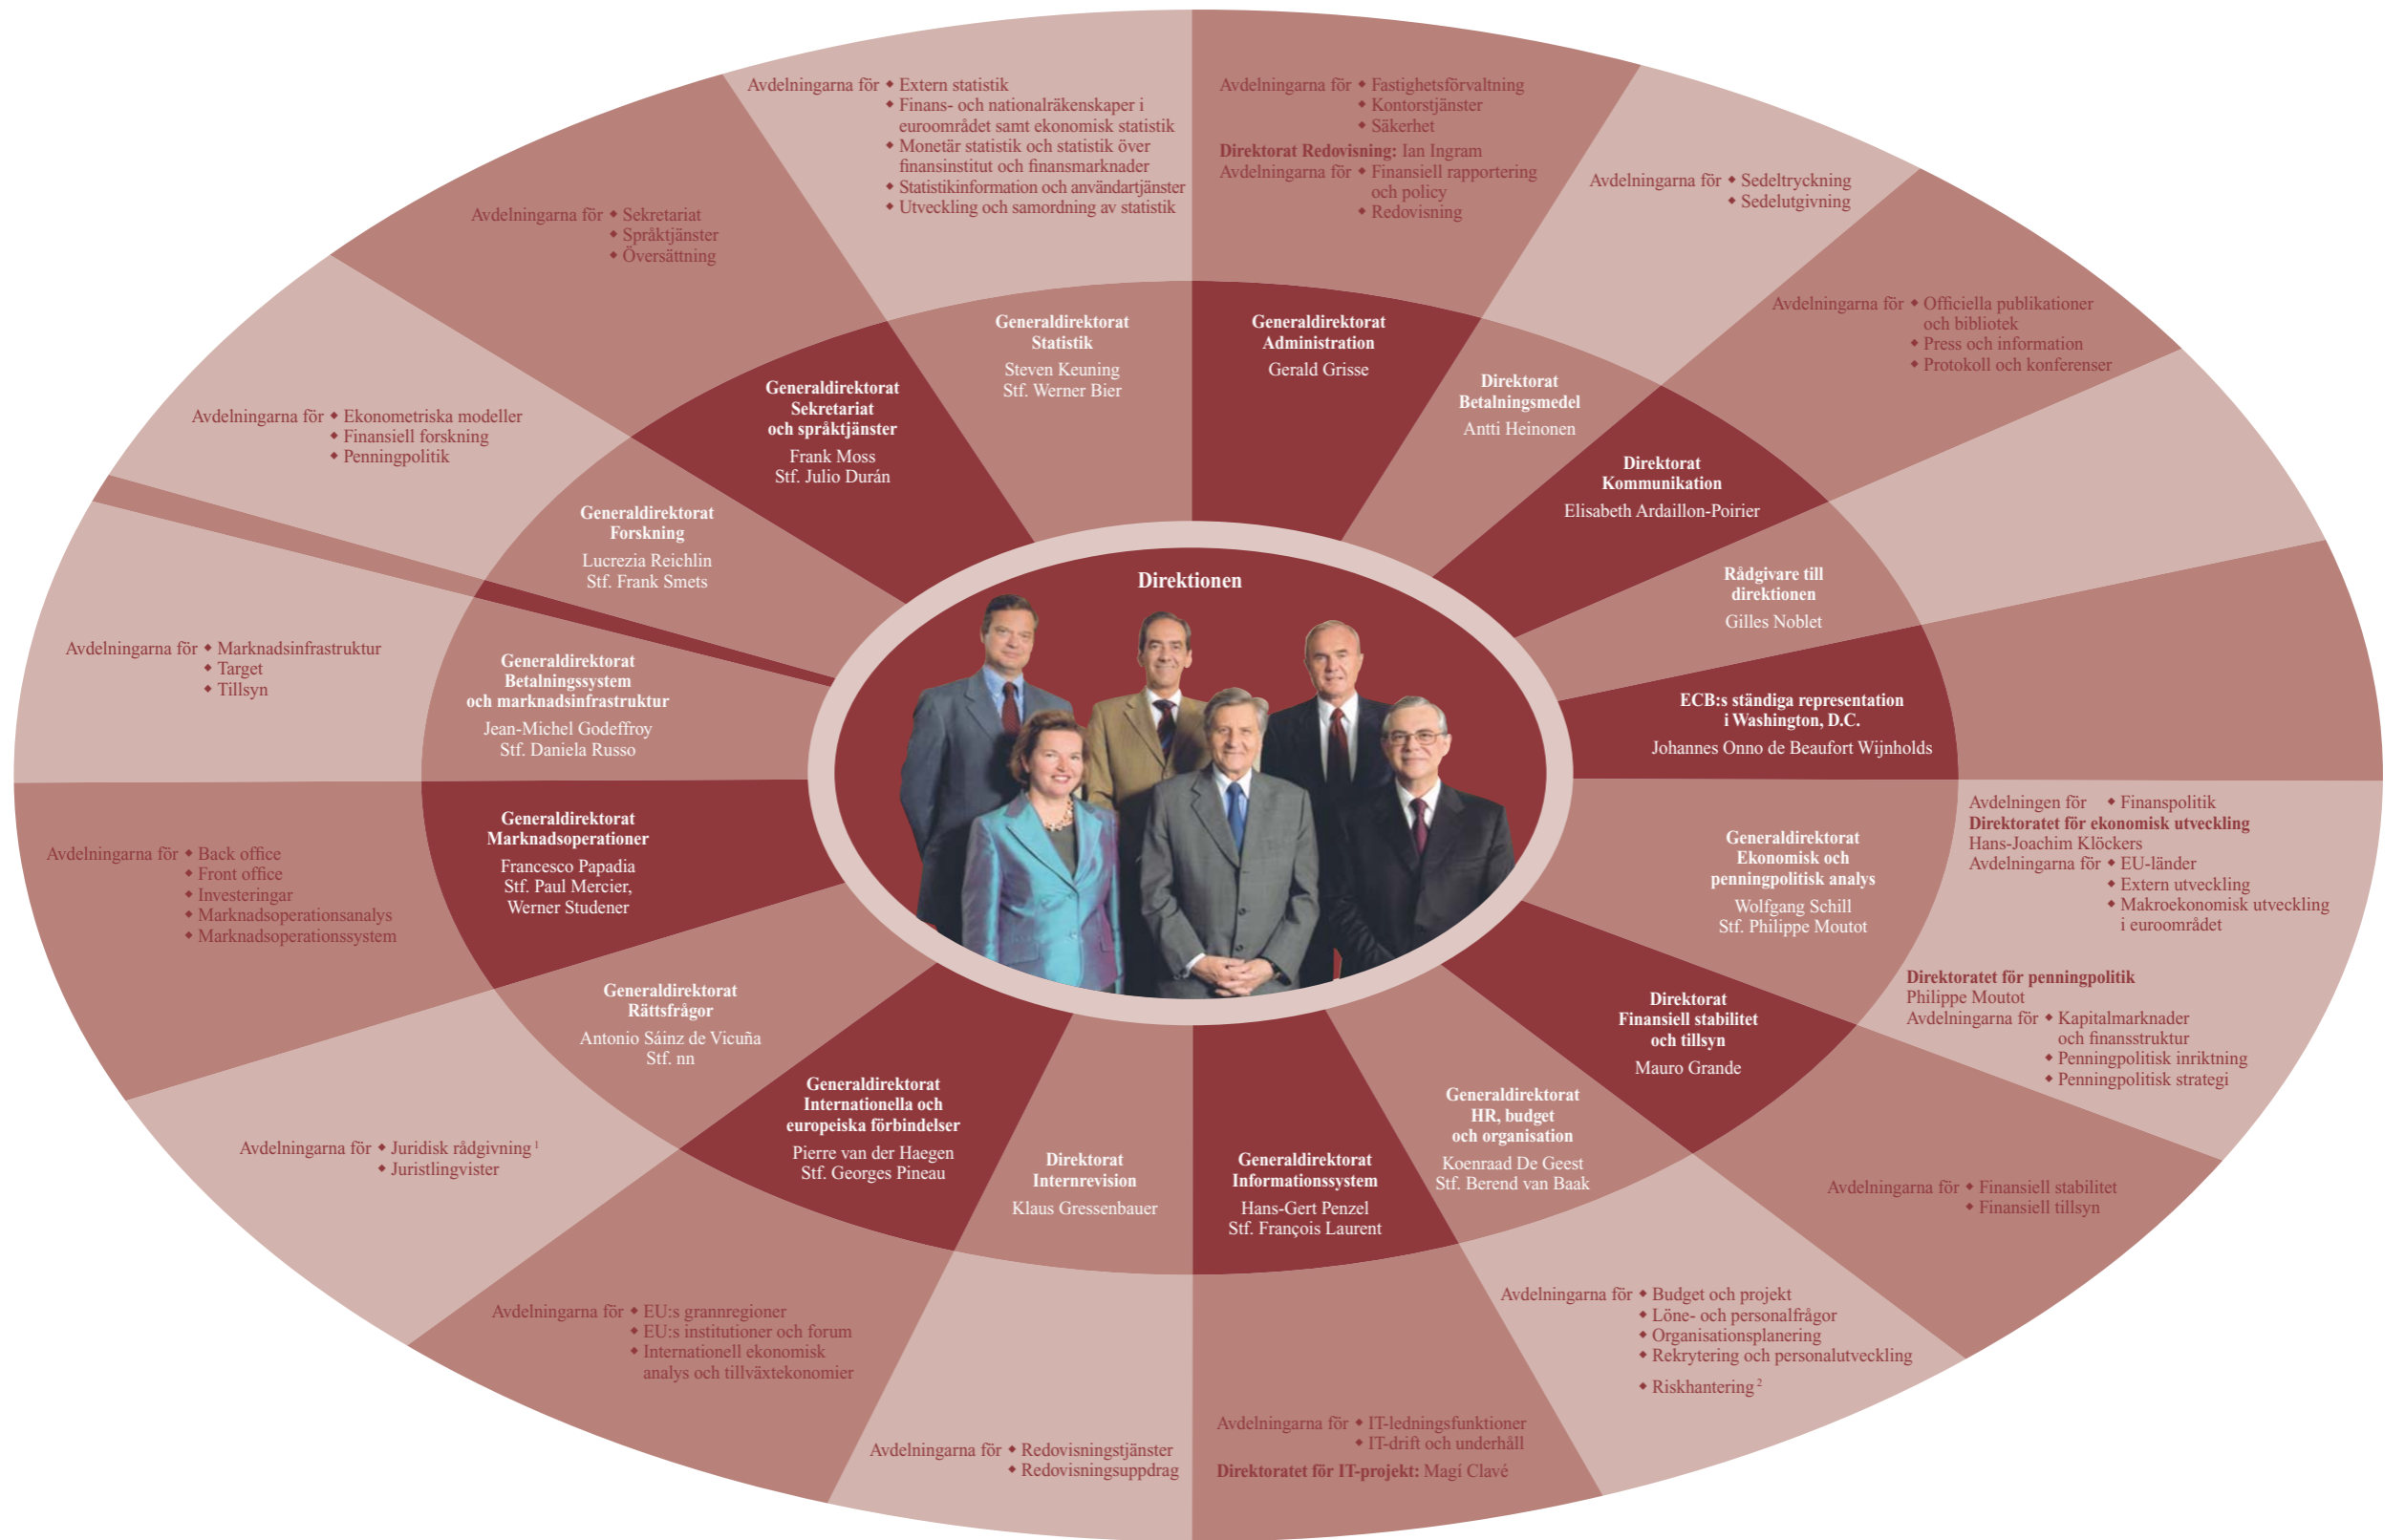 Direktionen
Avdelningarna för ◆ Extern statistik
◆ Finans- och nationalräkenskaper i
euroområdet samt ekonomisk statistik
◆ Monetär statistik och statistik över
finansinstitut och finansmarknader
◆ Statistikinformation och användartjänster
◆ Utveckling och samordning av statistik
Generaldirektorat
Statistik
Steven Keuning
Stf. Werner Bier
Avdelningarna för ◆ Fastighetsförvaltning
◆ Kontorstjänster
◆ Säkerhet
Direktorat Redovisning: Ian Ingram
Avdelningarna för ◆ Finansiell rapportering
och policy
◆ Redovisning
Generaldirektorat
Administration
Gerald Grisse
Avdelningarna för ◆ Sedeltryckning
◆ Sedelutgivning
Direktorat
Betalningsmedel
Antti Heinonen
Avdelningarna för ◆ Officiella publikationer
och bibliotek
◆ Press och information
◆ Protokoll och konferenser
Direktorat
Kommunikation
Elisabeth Ardaillon-Poirier
Rådgivare till
direktionen
Gilles Noblet
ECB:s ständiga representation
i Washington, D.C.
Johannes Onno de Beaufort Wijnholds
Generaldirektorat
Ekonomisk och
penningpolitisk analys
Wolfgang Schill
Stf. Philippe Moutot
Avdelningen för ◆ Finanspolitik
Direktoratet för ekonomisk utveckling
Hans-Joachim Klöckers
Avdelningarna för ◆ EU-länder
◆ Extern utveckling
◆ Makroekonomisk utveckling
i euroområdet
Direktoratet för penningpolitik
Philippe Moutot
Avdelningarna för ◆ Kapitalmarknader
och finansstruktur
◆ Penningpolitisk inriktning
◆ Penningpolitisk strategi
Direktorat
Finansiell stabilitet
och tillsyn
Mauro Grande
Avdelningarna för ◆ Finansiell stabilitet
◆ Finansiell tillsyn
Generaldirektorat
HR, budget
och organisation
Koenraad De Geest
Stf. Berend van Baak
Avdelningarna för ◆ Budget och projekt
◆ Löne- och personalfrågor
◆ Organisationsplanering
◆ Rekrytering och personalutveckling
◆ Riskhantering²
Generaldirektorat
Informationssystem
Hans-Gert Penzel
Stf. François Laurent
Avdelningarna för ◆ IT-ledningsfunktioner
◆ IT-drift och underhåll
Direktoratet för IT-projekt: Magí Clavé
Direktorat
Internrevision
Klaus Gressenbauer
Avdelningarna för ◆ Redovisningstjänster
◆ Redovisningsuppdrag
Generaldirektorat
Internationella och
europeiska förbindelser
Pierre van der Haegen
Stf. Georges Pineau
Avdelningarna för ◆ EU:s grannregioner
◆ EU:s institutioner och forum
◆ Internationell ekonomisk
analys och tillväxtekonomier
Generaldirektorat
Rättsfrågor
Antonio Sáinz de Vicuña
Stf. nn
Avdelningarna för ◆ Juridisk rådgivning¹
◆ Juristlingvister
Generaldirektorat
Marknadsoperationer
Francesco Papadia
Stf. Paul Mercier,
Werner Studener
Avdelningarna för ◆ Back office
◆ Front office
◆ Investeringar
◆ Marknadsoperationsanalys
◆ Marknadsoperationssystem
Generaldirektorat
Betalningssystem
och marknadsinfrastruktur
Jean-Michel Godeffroy
Stf. Daniela Russo
Avdelningarna för ◆ Marknadsinfrastruktur
◆ Target
◆ Tillsyn
Generaldirektorat
Forskning
Lucrezia Reichlin
Stf. Frank Smets
Avdelningarna för ◆ Ekonometriska modeller
◆ Finansiell forskning
◆ Penningpolitik
Generaldirektorat
Sekretariat
och språktjänster
Frank Moss
Stf. Julio Durán
Avdelningarna för ◆ Sekretariat
◆ Språktjänster
◆ Översättning